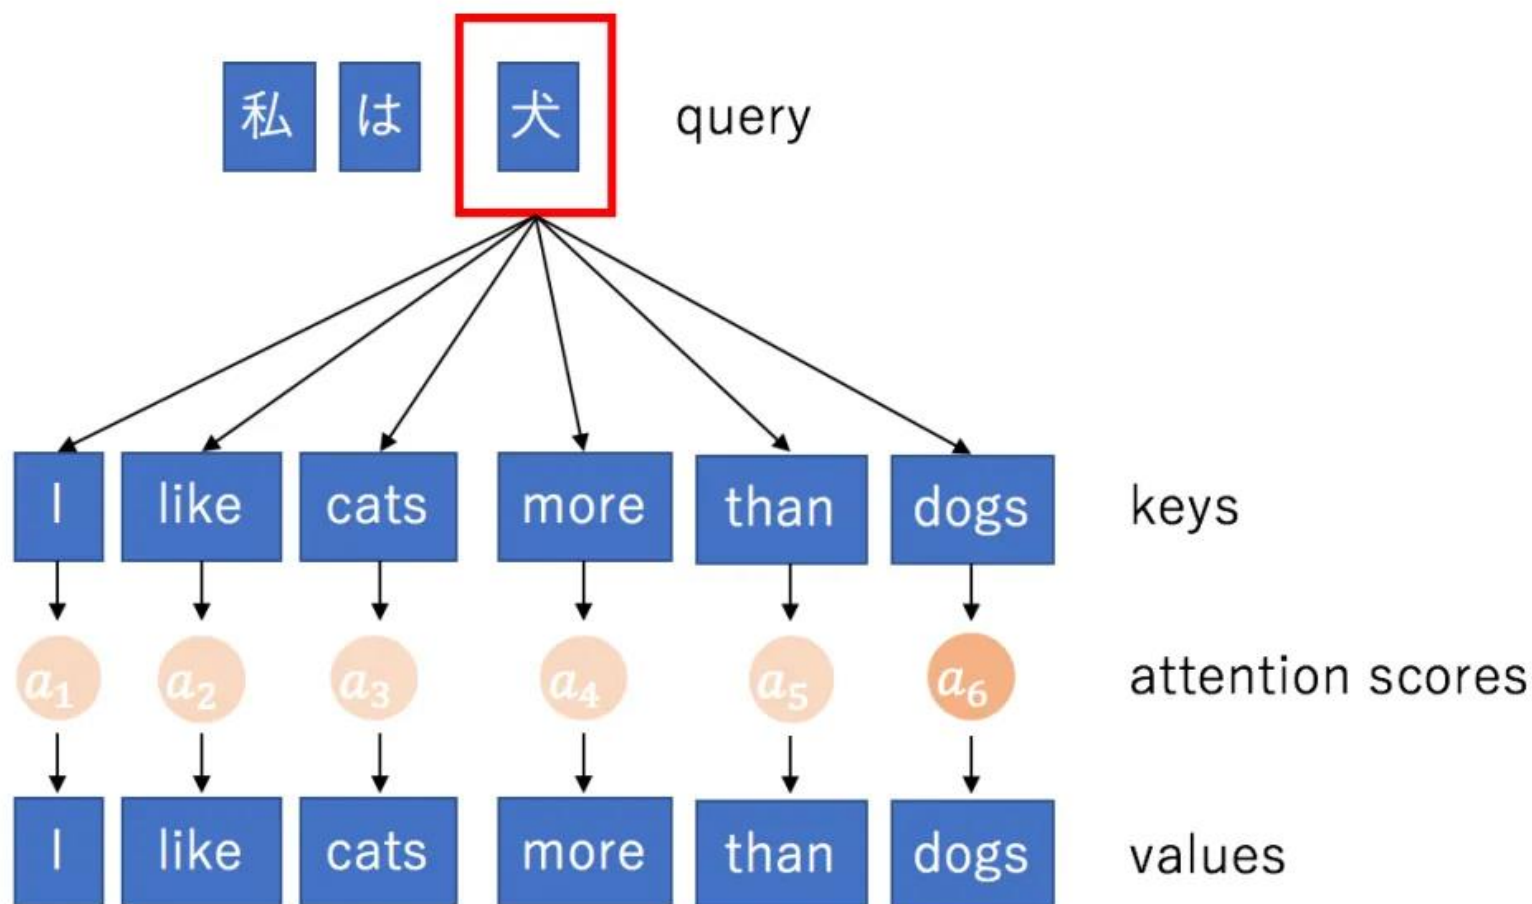 私 は 犬 query
I like cats more than dogs keys
a₁ a₂ a₃ a₄ a₅ a₆ attention scores
I like cats more than dogs values